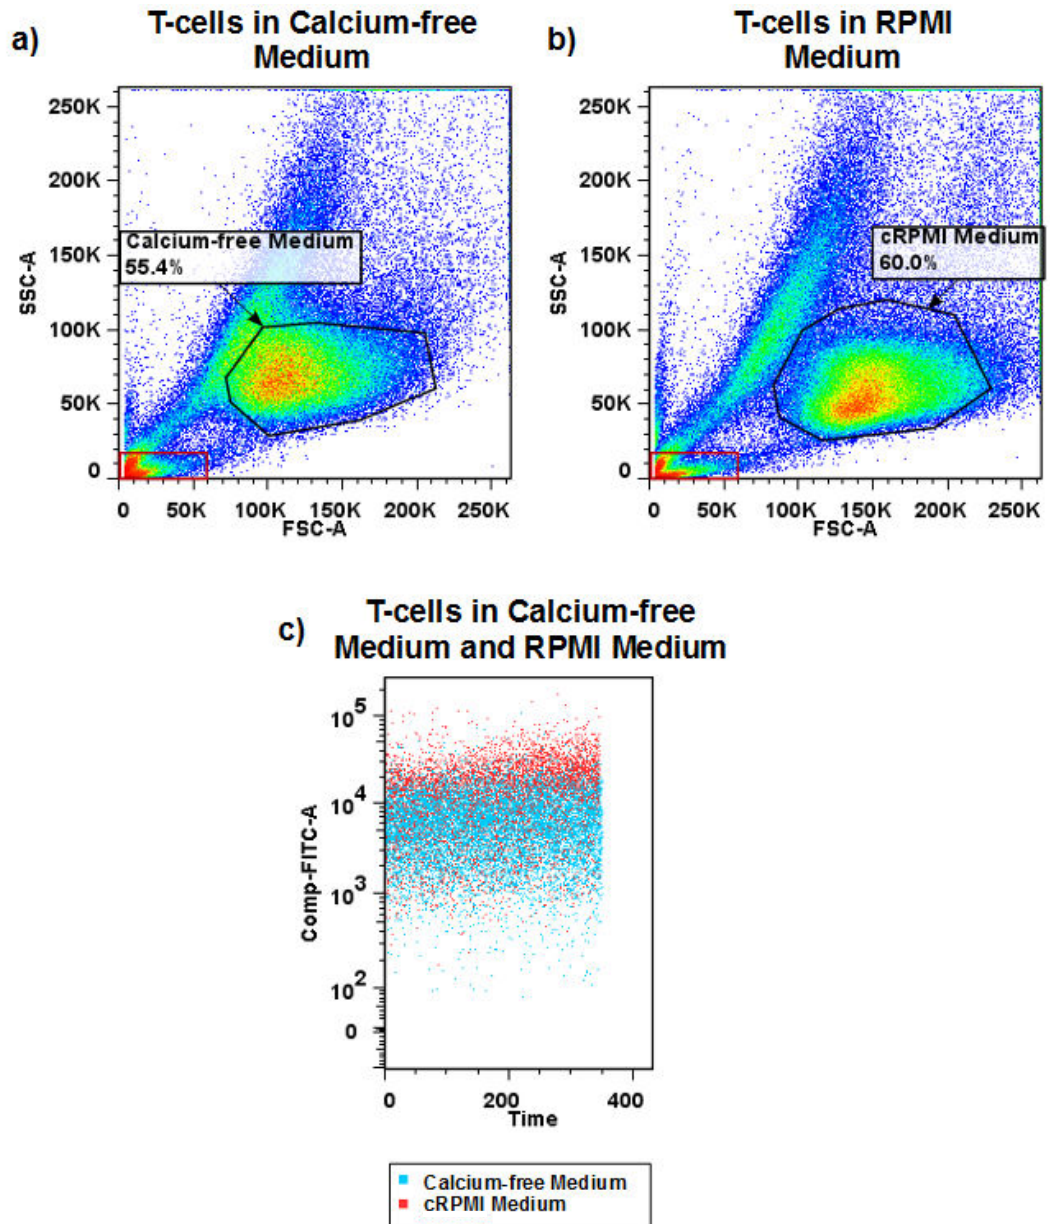 a)
T-cells in Calcium-free
Medium
250K
200K
150K
100K
50K
0
SSC-A
Calcium-free Medium
55.4%
0 50K 100K 150K 200K 250K
FSC-A
b)
T-cells in RPMI
Medium
250K
200K
150K
100K
50K
0
SSC-A
cRPMI Medium
60.0%
0 50K 100K 150K 200K 250K
FSC-A
c)
T-cells in Calcium-free
Medium and RPMI Medium
10^5
10^4
10^3
10^2
0
Comp-FITC-A
0 200 400
Time
Calcium-free Medium
cRPMI Medium